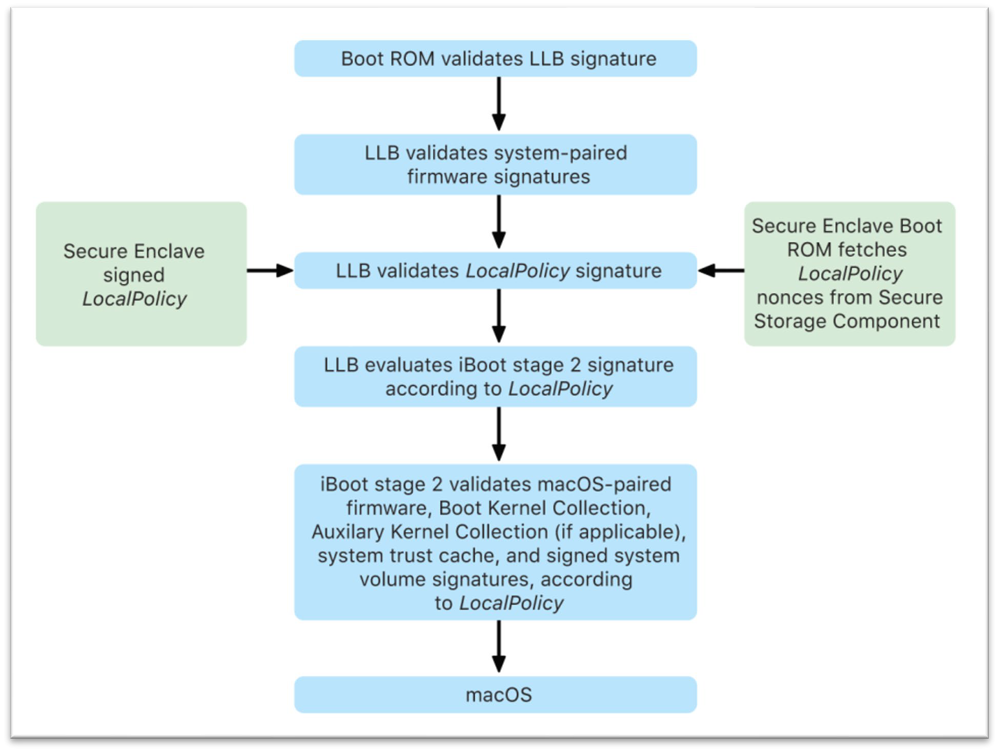 Boot ROM validates LLB signature
LLB validates system-paired
firmware signatures
Secure Enclave
signed
LocalPolicy
LLB validates LocalPolicy signature
Secure Enclave Boot
ROM fetches
LocalPolicy
nonces from Secure
Storage Component
LLB evaluates iBoot stage 2 signature
according to LocalPolicy
iBoot stage 2 validates macOS-paired
firmware, Boot Kernel Collection,
Auxilary Kernel Collection (if applicable),
system trust cache, and signed system
volume signatures, according
to LocalPolicy
macOS